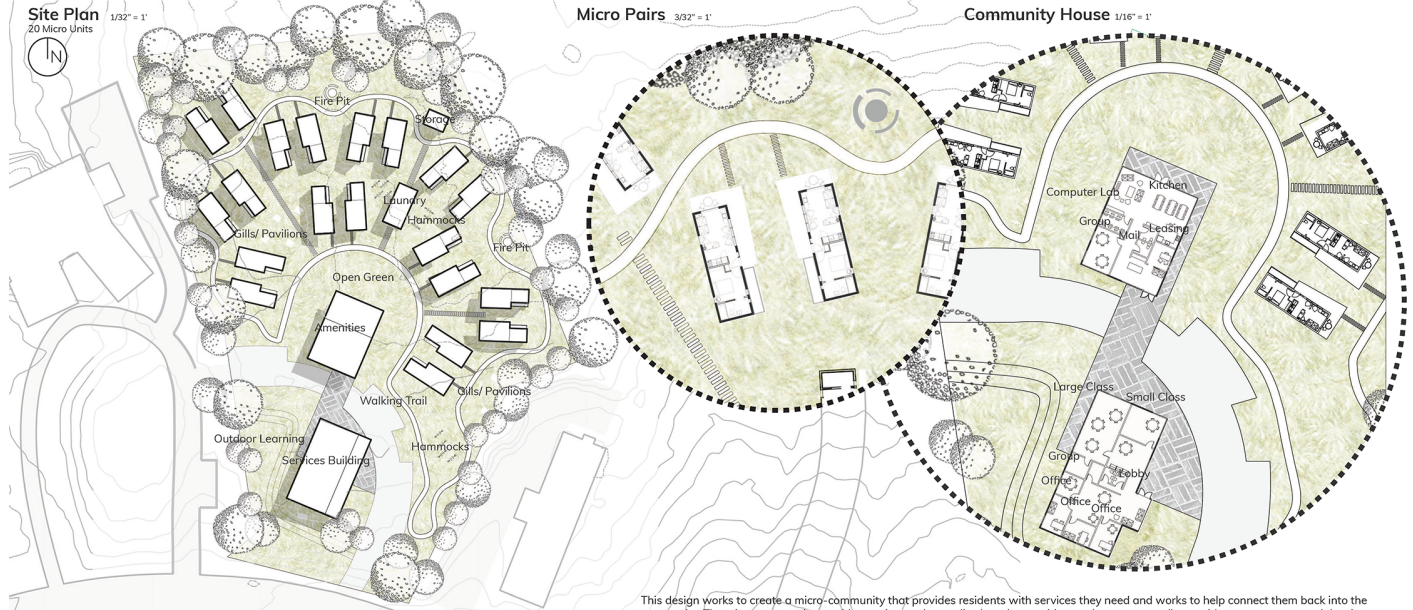 Site Plan 1/32" = 1'
20 Micro Units
N
Fire Pit
Storage
Laundry
Hammocks
Gills/ Pavilions
Fire Pit
Open Green
Amenities
Walking Trail
Gills/ Pavilions
Outdoor Learning
Hammocks
Services Building
Micro Pairs 3/32" = 1'
Community House 1/16" = 1'
Computer Lab
Kitchen
Group
Mail
Leasing
Large Class
Small Class
Group
Lobby
Office
Office
Office
This design works to create a micro-community that provides residents with services they need and works to help connect them back into the